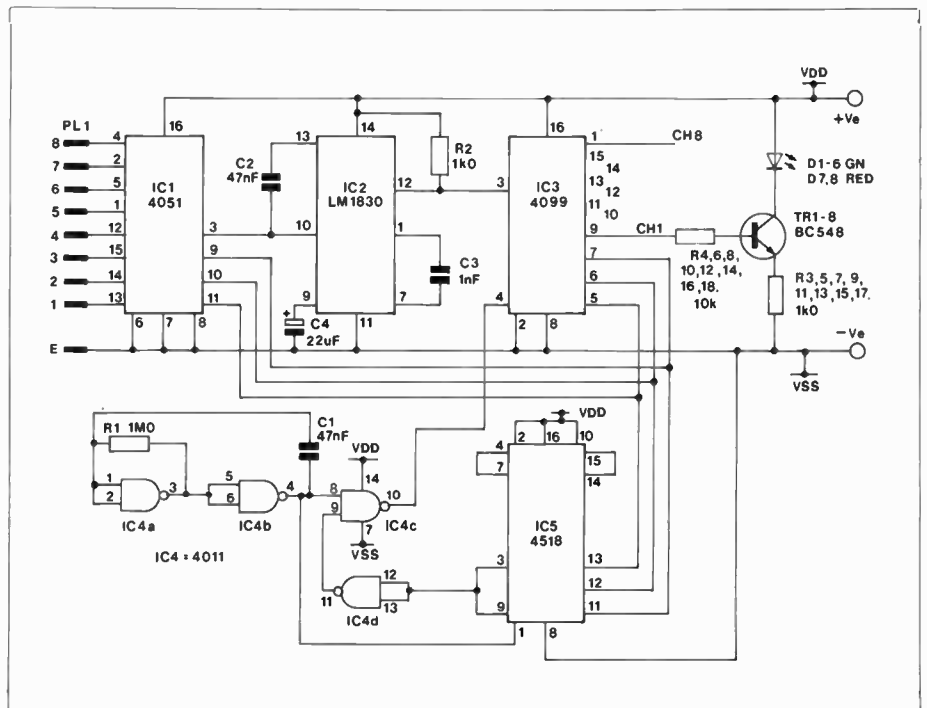 VDD
+Ve
PL1
8 4 16 13 14 16 1 CH8
7 2 C2 47nF R2 1k0 15 14
6 5 IC1 4051 IC2 LM1830 IC3 4099 13 12 D1-6 GN
D7,8 RED
5 1 12 3 11 10
4 12 3 10 1 9 CH1 TR1-8
BC548
3 15 9 7 R4,6,8,
10,12,14,
16,18.
10k
2 14 10 C3 1nF 6 R3,5,7,9,
11,13,15,17.
1k0
1 13 11 9 7 4 5
6 7 8 + C4 22uF 11 2 8
E -Ve
VSS
C1
47nF
VDD
R1 1M0
VDD
2 16 10
4 15
7 14
1 3 5 4 8 14 10
2 6 9 7
IC4a IC4b IC4c
VSS
IC4 = 4011
IC5
4518
3 13
12 12
11 13 9 11
IC4d
1 8